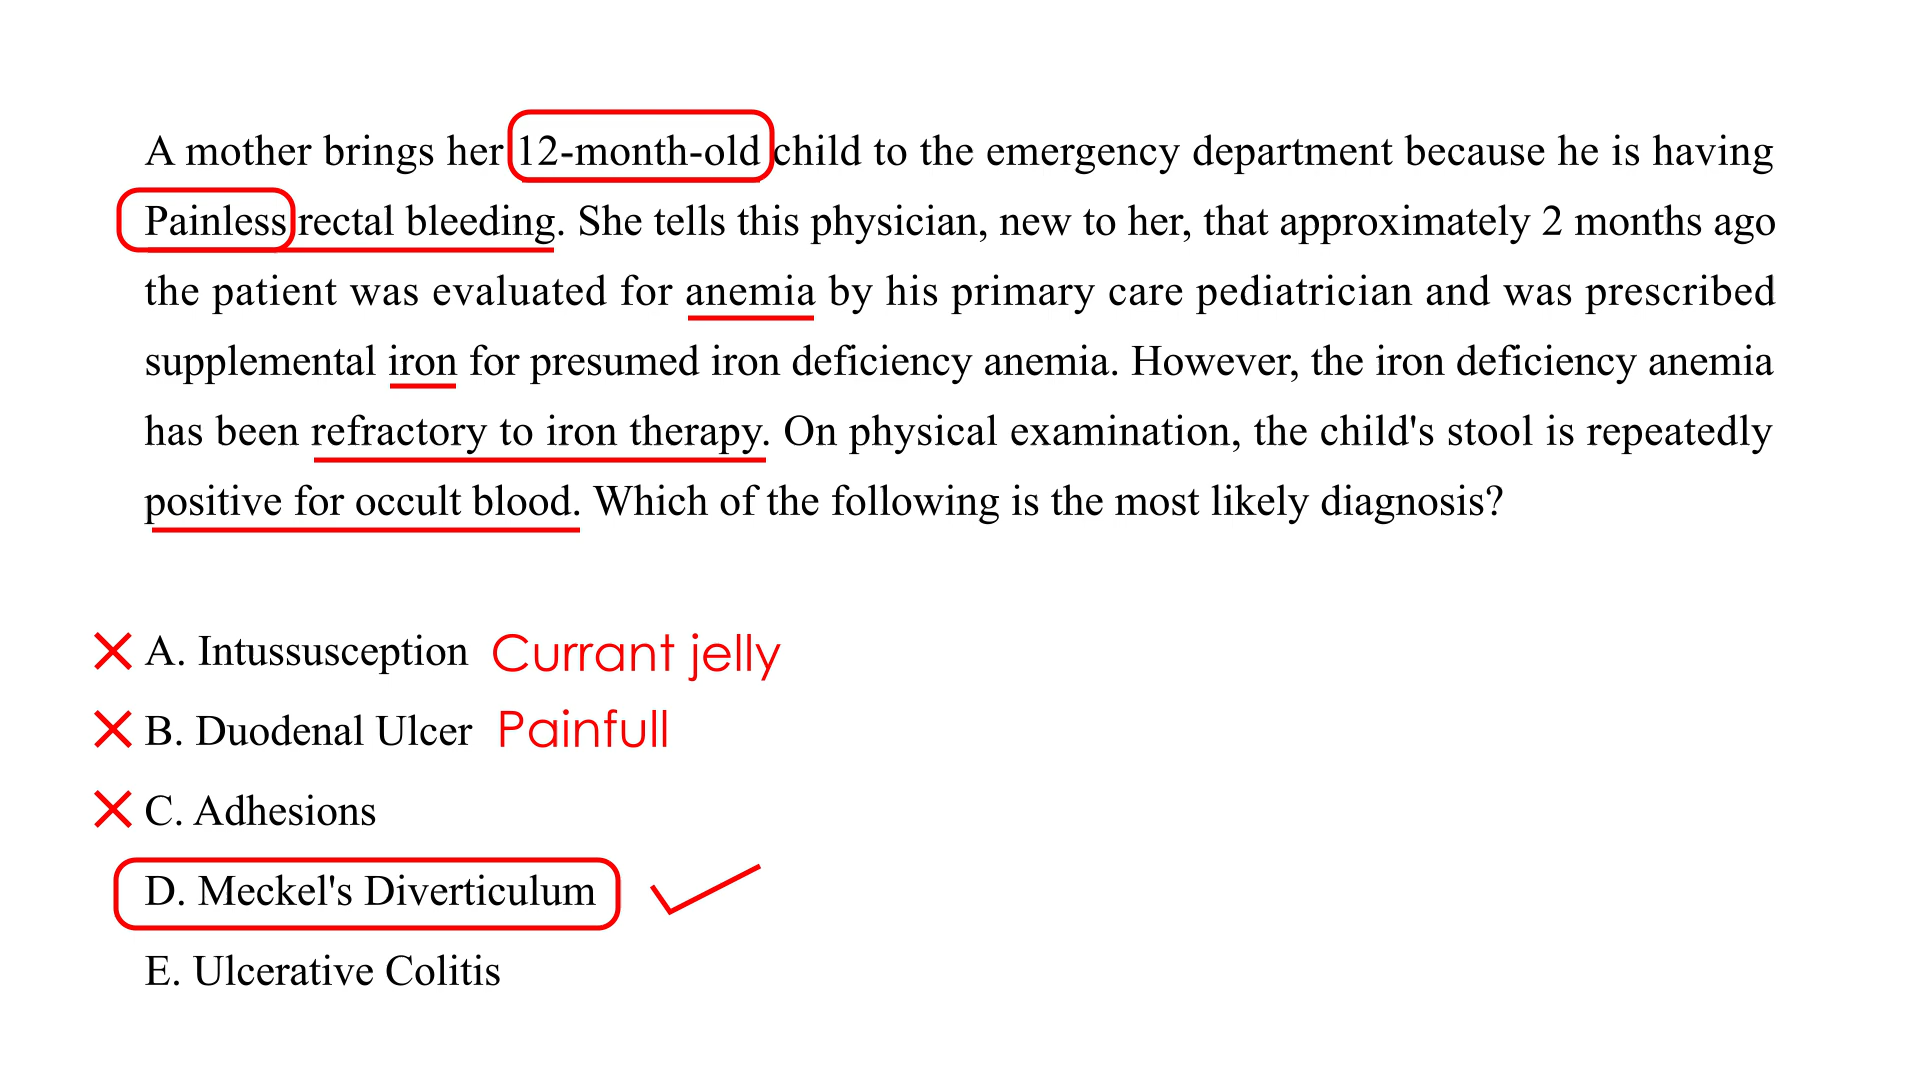 A mother brings her 12-month-old child to the emergency department because he is having
Painless rectal bleeding. She tells this physician, new to her, that approximately 2 months ago
the patient was evaluated for anemia by his primary care pediatrician and was prescribed
supplemental iron for presumed iron deficiency anemia. However, the iron deficiency anemia
has been refractory to iron therapy. On physical examination, the child's stool is repeatedly
positive for occult blood. Which of the following is the most likely diagnosis?
A. Intussusception Currant jelly
B. Duodenal Ulcer Painfull
C. Adhesions
D. Meckel's Diverticulum
E. Ulcerative Colitis